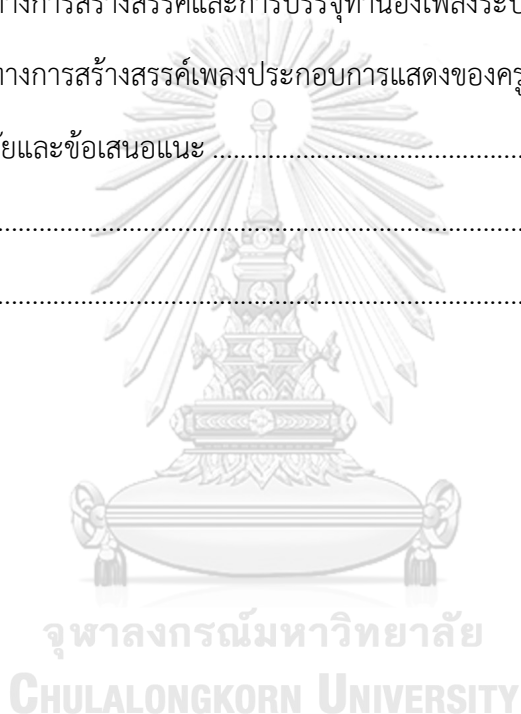 ทางการสร้างสรรค์และการบรรจุทำนองเพลงระบ
ทางการสร้างสรรค์เพลงประกอบการแสดงของครู
ัยและข้อเสนอแนะ ..............................................................
..............................................................................................
..............................................................................................
จุฬาลงกรณ์มหาวิทยาลัย
CHULALONGKORN UNIVERSITY